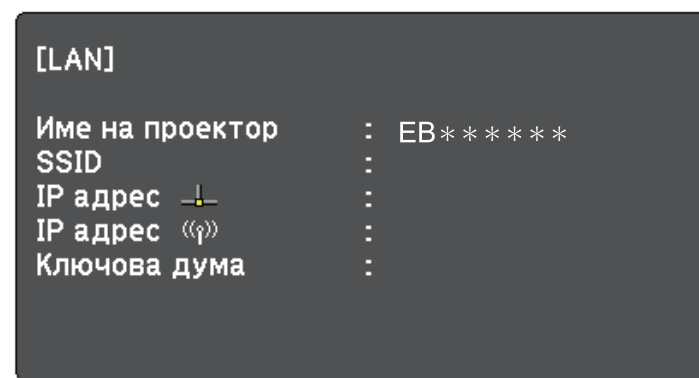 [LAN]
Име на проектор : EB******
SSID :
IP адрес :
IP адрес :
Ключова дума :